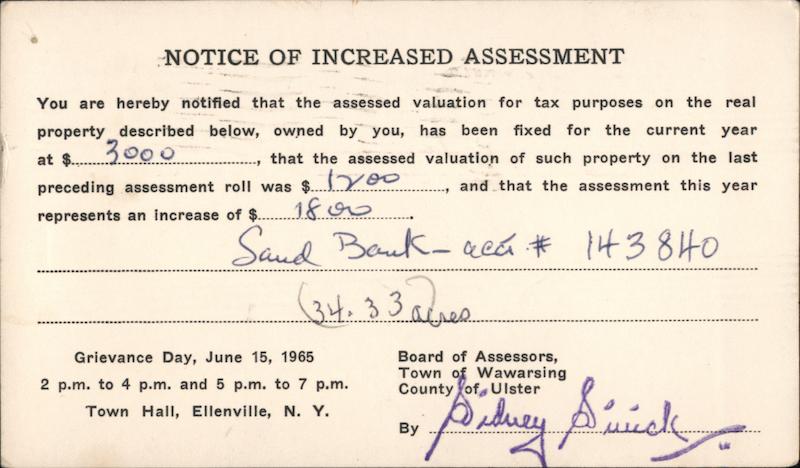 NOTICE OF INCREASED ASSESSMENT
You are hereby notified that the assessed valuation for tax purposes on the real
property described below, owned by you, has been fixed for the current year
at $ 3000, that the assessed valuation of such property on the last
preceding assessment roll was $ 1200, and that the assessment this year
represents an increase of $ 1800.
Sand Bank - acct # 143840
(34.33 acres)
Grievance Day, June 15, 1965
2 p.m. to 4 p.m. and 5 p.m. to 7 p.m.
Town Hall, Ellenville, N. Y.
Board of Assessors,
Town of Wawarsing
County of Ulster
By Sidney